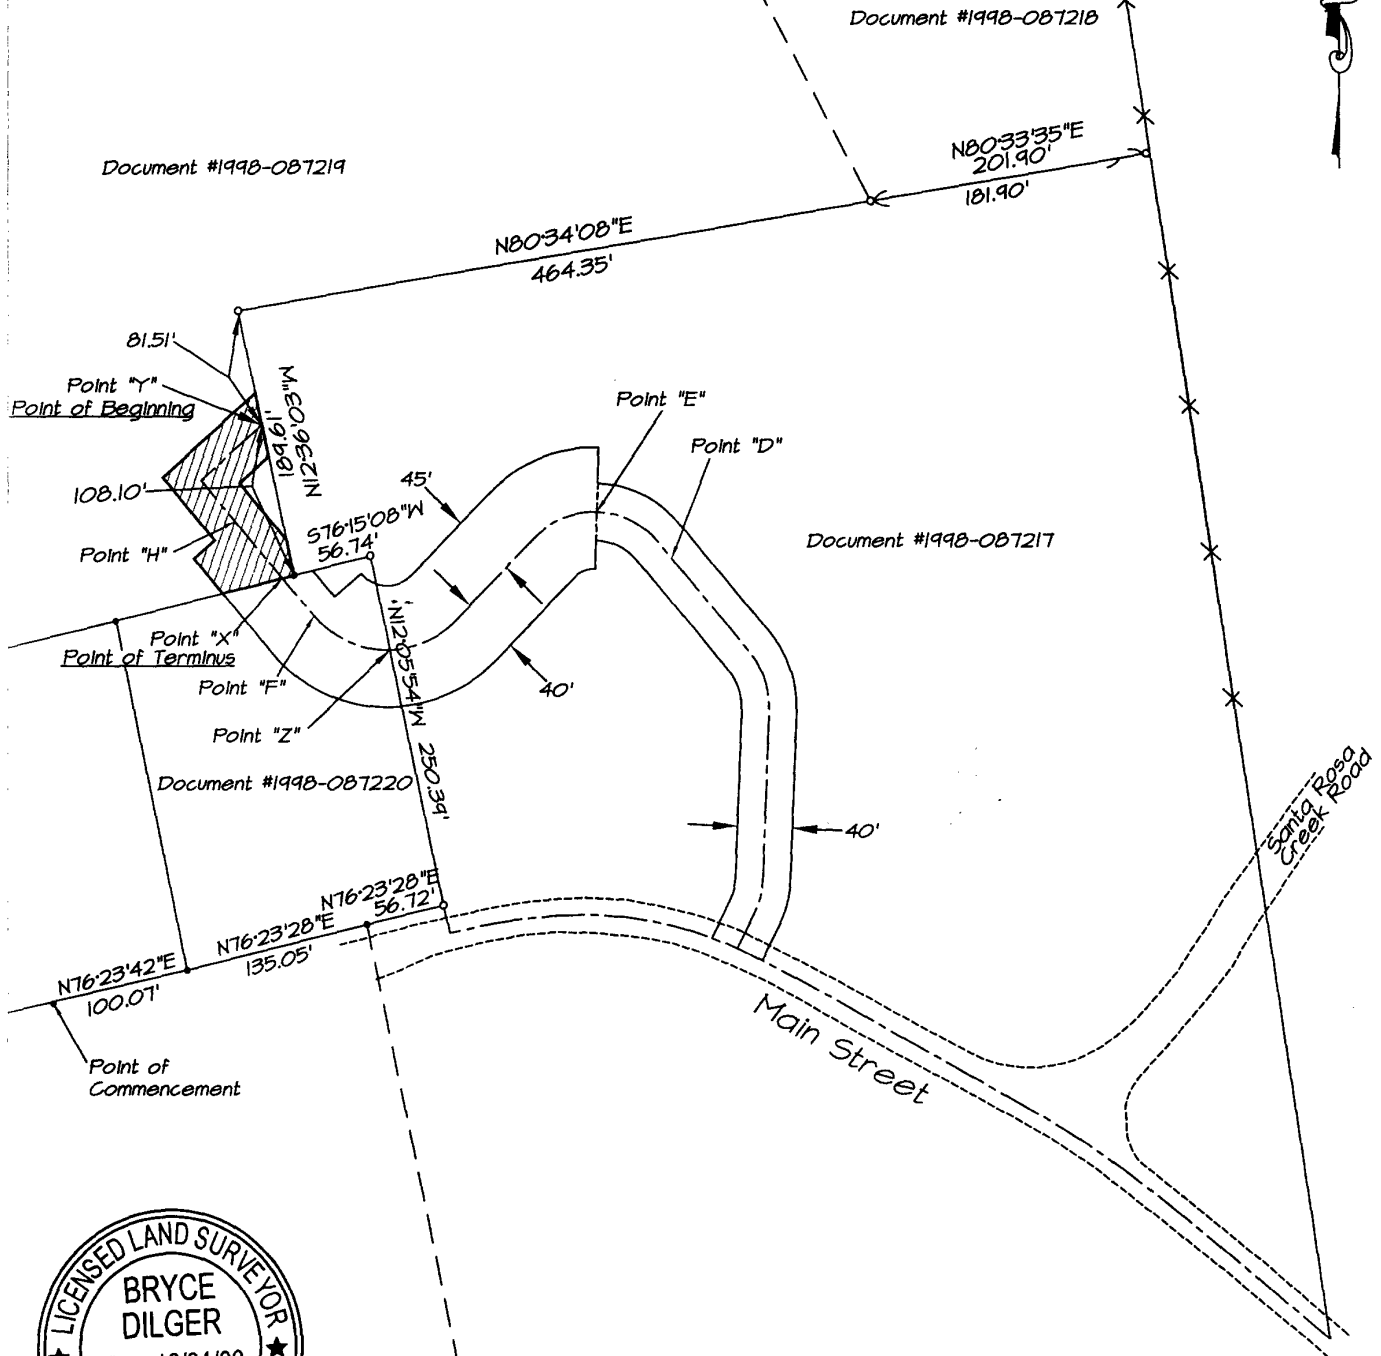 Document #1998-087218
N80°33'35"E
201.90'
181.90'
Document #1998-087219
N80°34'08"E
464.35'
81.51'
Point "Y"
Point of Beginning
N12°36'03"W
189.61'
Point "E"
Point "D"
108.10'
45'
S76°15'08"W
56.74'
Point "H"
Document #1998-087217
Point "X"
Point of Terminus
Point "F"
40'
N12°05'54"W 250.39'
Point "Z"
Document #1998-087220
40'
Santa Rosa
Creek Road
N76°23'28"E
56.72'
N76°23'28"E
135.05'
N76°23'42"E
100.07'
Main Street
Point of
Commencement
LICENSED LAND SURVEYOR
BRYCE
DILGER